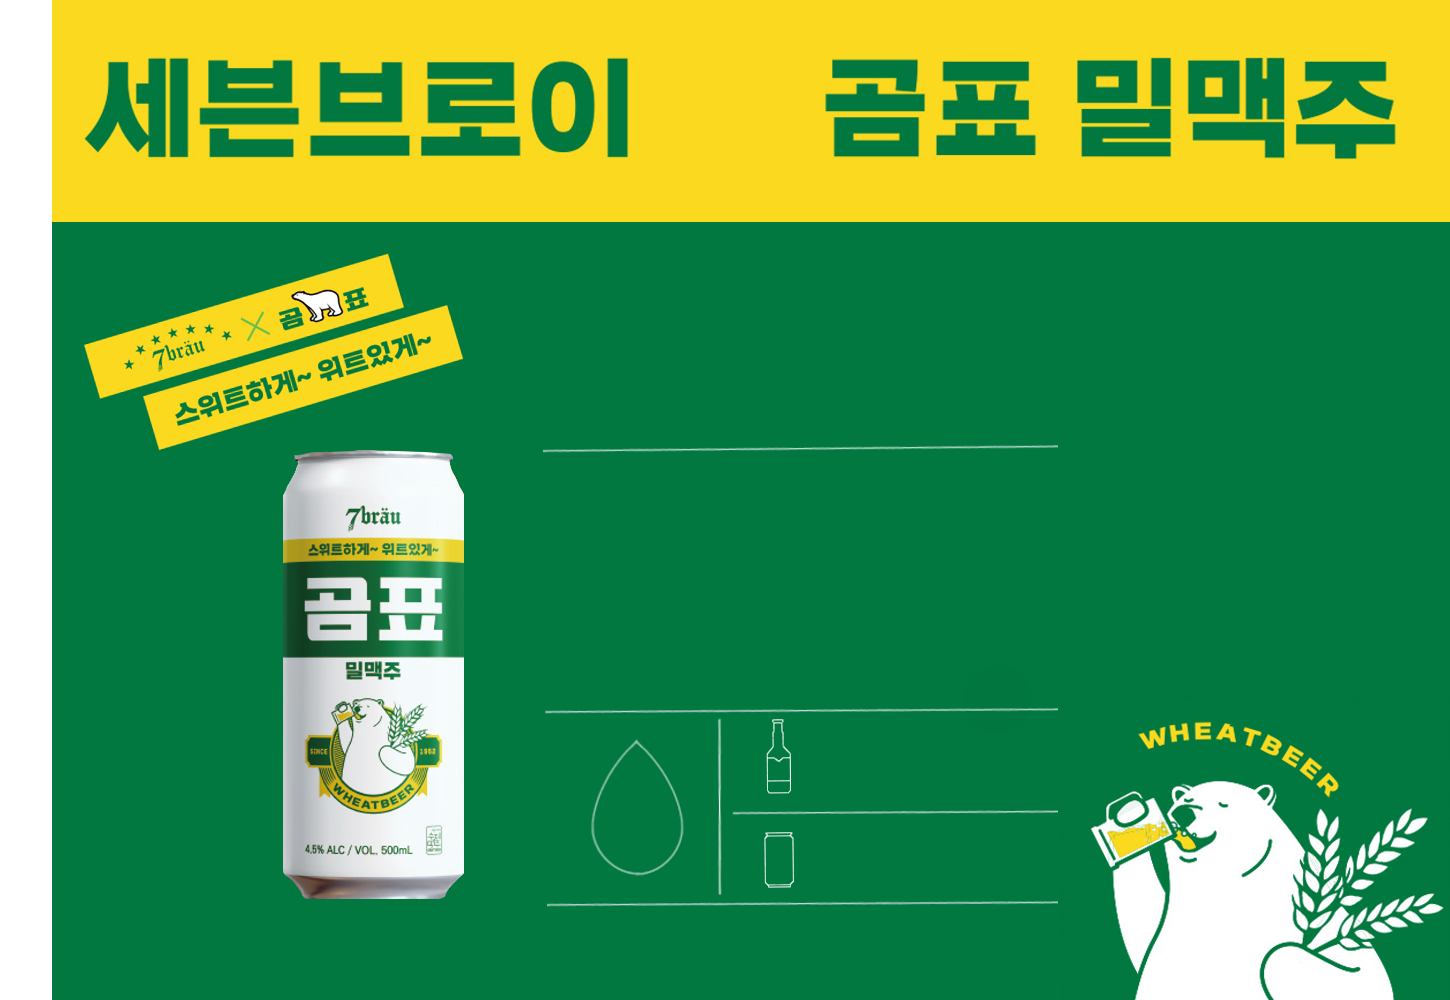 세븐브로이 곰표 밀맥주
7bräu × 곰표
스위트하게~ 위트있게~
7bräu
스위트하게~ 위트있게~
곰표
밀맥주
SINCE 1952
WHEATBEER
4.5% ALC / VOL. 500mL
WHEATBEER